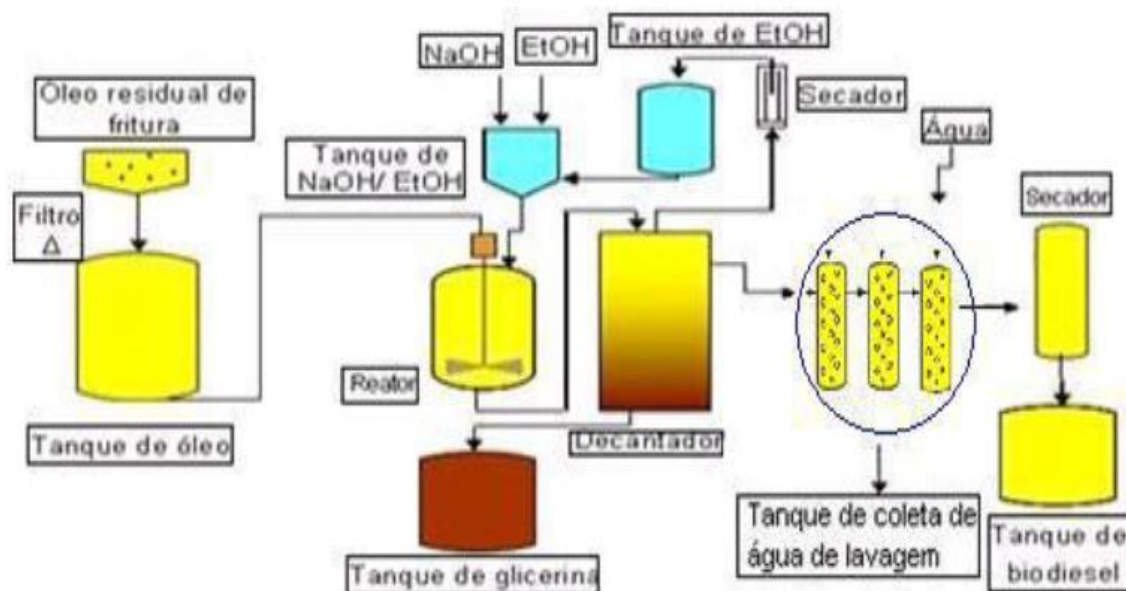 NaOH
EtOH
Tanque de EtOH
Óleo residual de
fritura
Secador
Água
Tanque de
NaOH/ EtOH
Secador
Filtro
Δ
Reator
Decantador
Tanque de óleo
Tanque de coleta de
água de lavagem
Tanque de
biodiesel
Tanque de glicerina